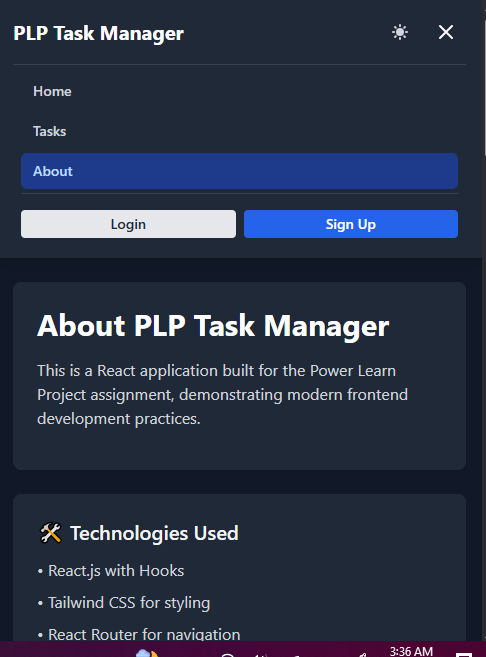 PLP Task Manager
Home
Tasks
About
Login
Sign Up
About PLP Task Manager
This is a React application built for the Power Learn
Project assignment, demonstrating modern frontend
development practices.
Technologies Used
• React.js with Hooks
• Tailwind CSS for styling
• React Router for navigation
3:36 AM